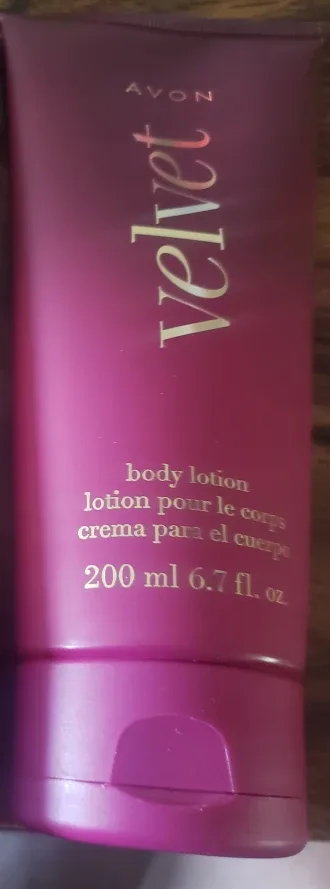 AVON
velvet
body lotion
lotion pour le corps
crema para el cuerpo
200 ml 6.7 fl. oz.